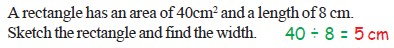 A rectangle has an area of 40cm² and a length of 8 cm.
Sketch the rectangle and find the width. 40 ÷ 8 = 5 cm